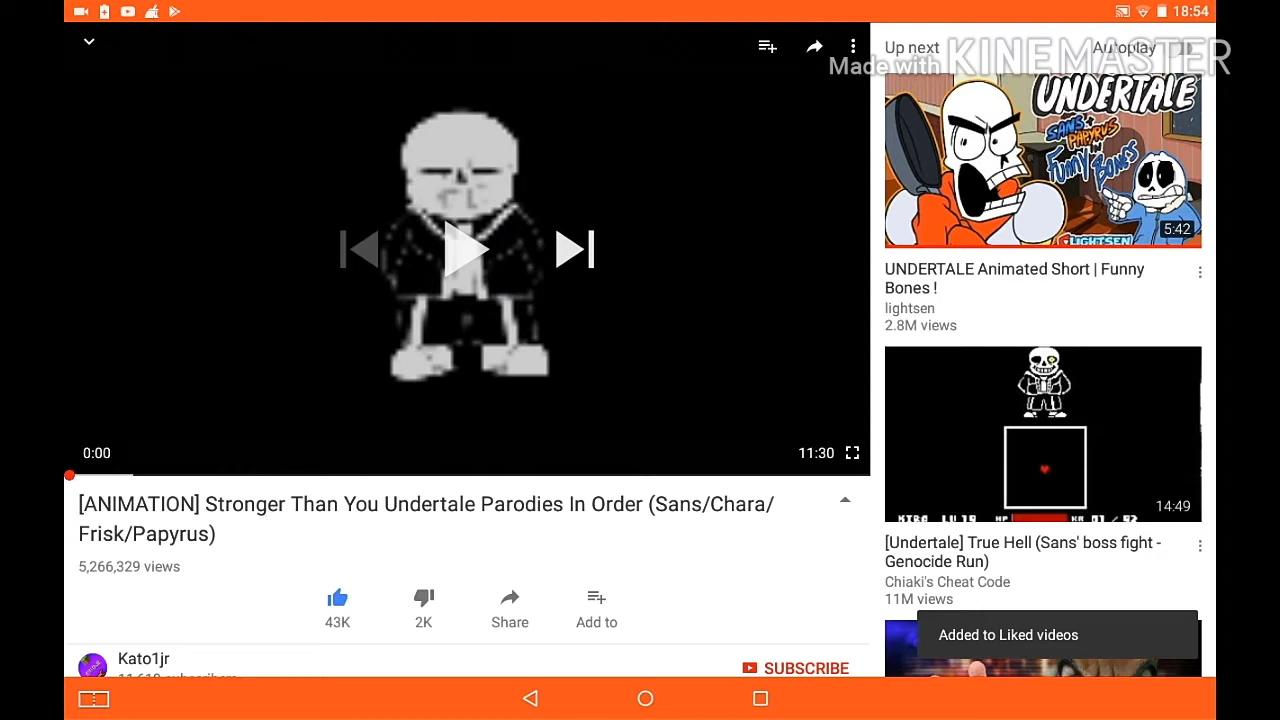 18:54
Up next
Autoplay
Made with KINEMASTER
UNDERTALE
SANS & PAPYRUS
IN
FUNNY BONES
LIGHTSEN
5:42
UNDERTALE Animated Short | Funny
Bones !
lightsen
2.8M views
14:49
[Undertale] True Hell (Sans' boss fight -
Genocide Run)
Chiaki's Cheat Code
11M views
Added to Liked videos
0:00
11:30
[ANIMATION] Stronger Than You Undertale Parodies In Order (Sans/Chara/
Frisk/Papyrus)
5,266,329 views
43K
2K
Share
Add to
Kato1jr
SUBSCRIBE